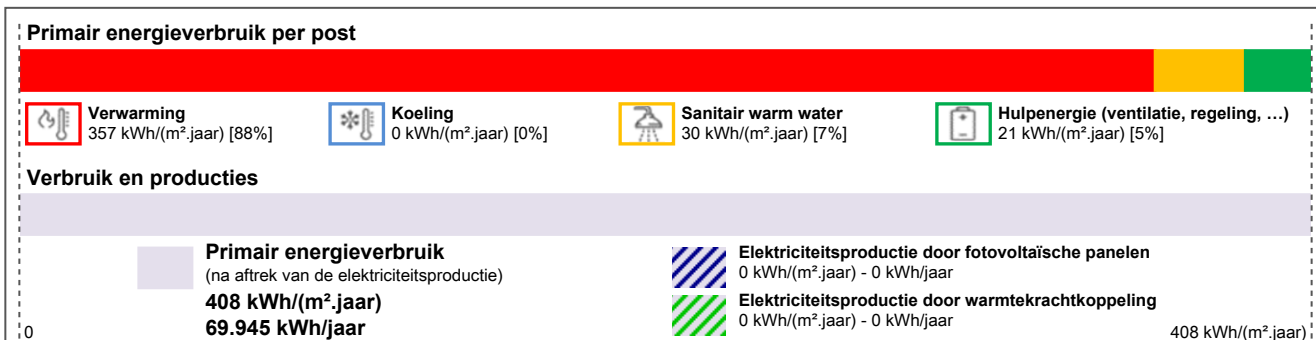 Primair energieverbruik per post
Verwarming
357 kWh/(m².jaar) [88%]
Koeling
0 kWh/(m².jaar) [0%]
Sanitair warm water
30 kWh/(m².jaar) [7%]
Hulpenergie (ventilatie, regeling, …)
21 kWh/(m².jaar) [5%]
Verbruik en producties
Primair energieverbruik
(na aftrek van de elektriciteitsproductie)
408 kWh/(m².jaar)
69.945 kWh/jaar
Elektriciteitsproductie door fotovoltaïsche panelen
0 kWh/(m².jaar) - 0 kWh/jaar
Elektriciteitsproductie door warmtekrachtkoppeling
0 kWh/(m².jaar) - 0 kWh/jaar
0
408 kWh/(m².jaar)